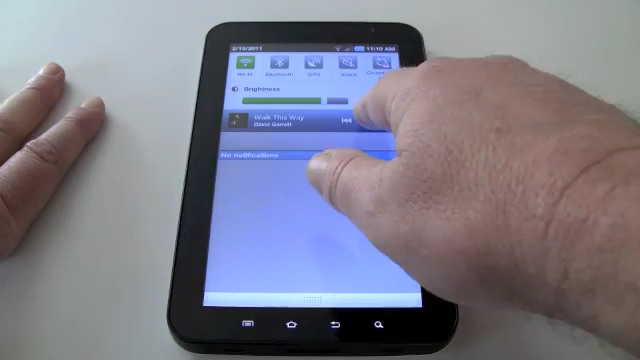 2/10/2011 11:10 AM
Wi-Fi Bluetooth GPS Silent
Brightness
Walk This Way
David Garrett
No notifications